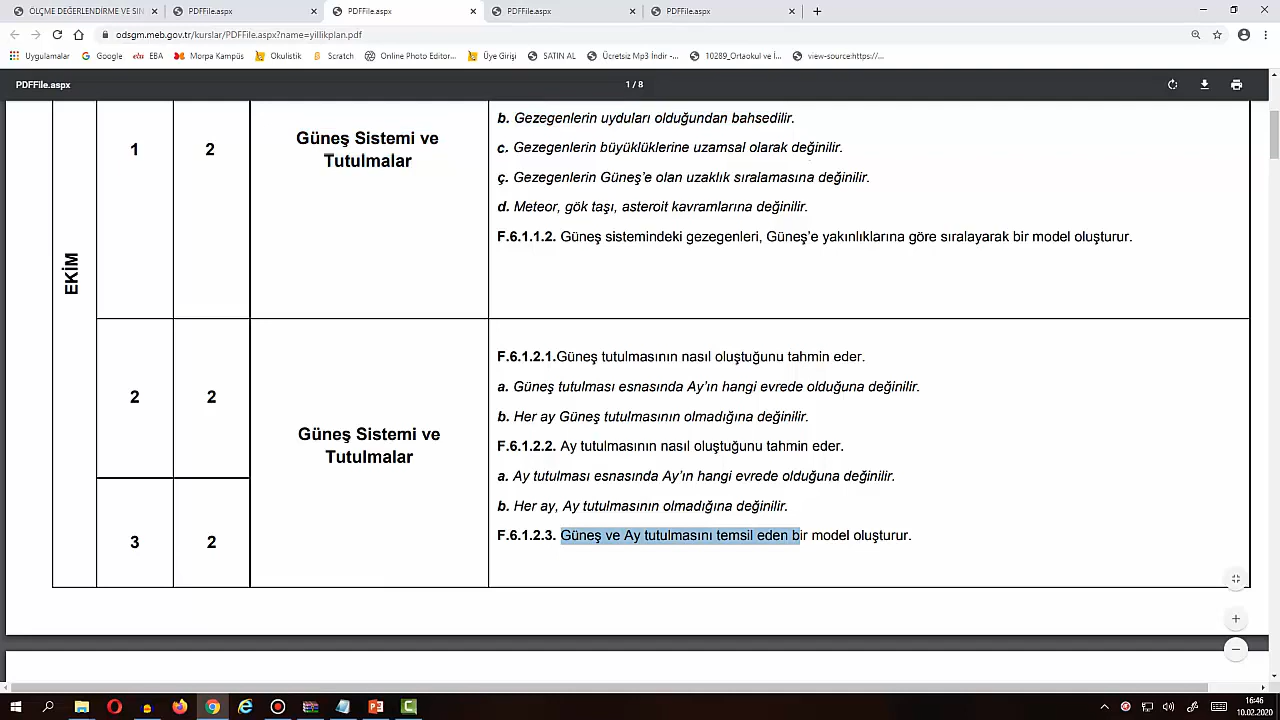 ÖLÇME DEĞERLENDİRME VE SIN
PDFFile.aspx
PDFFile.aspx
PDFFile.aspx
PDFFile.aspx
odsgm.meb.gov.tr/kurslar/PDFFile.aspx?name=yillikplan.pdf
Uygulamalar
Google
eba EBA
Morpa Kampüs
Okulistik
Scratch
Online Photo Editor...
Üye Girişi
SATIN AL
Ücretsiz Mp3 İndir -...
10289_Ortaokul ve İ...
view-source:https://...
PDFFile.aspx
1 / 8
EKİM
1
2
Güneş Sistemi ve
Tutulmalar
b. Gezegenlerin uyduları olduğundan bahsedilir.
c. Gezegenlerin büyüklüklerine uzamsal olarak değinilir.
ç. Gezegenlerin Güneş’e olan uzaklık sıralamasına değinilir.
d. Meteor, gök taşı, asteroit kavramlarına değinilir.
F.6.1.1.2. Güneş sistemindeki gezegenleri, Güneş’e yakınlıklarına göre sıralayarak bir model oluşturur.
2
2
3
2
Güneş Sistemi ve
Tutulmalar
F.6.1.2.1.Güneş tutulmasının nasıl oluştuğunu tahmin eder.
a. Güneş tutulması esnasında Ay’ın hangi evrede olduğuna değinilir.
b. Her ay Güneş tutulmasının olmadığına değinilir.
F.6.1.2.2. Ay tutulmasının nasıl oluştuğunu tahmin eder.
a. Ay tutulması esnasında Ay’ın hangi evrede olduğuna değinilir.
b. Her ay, Ay tutulmasının olmadığına değinilir.
F.6.1.2.3. Güneş ve Ay tutulmasını temsil eden bir model oluşturur.
16:46
10.02.2020